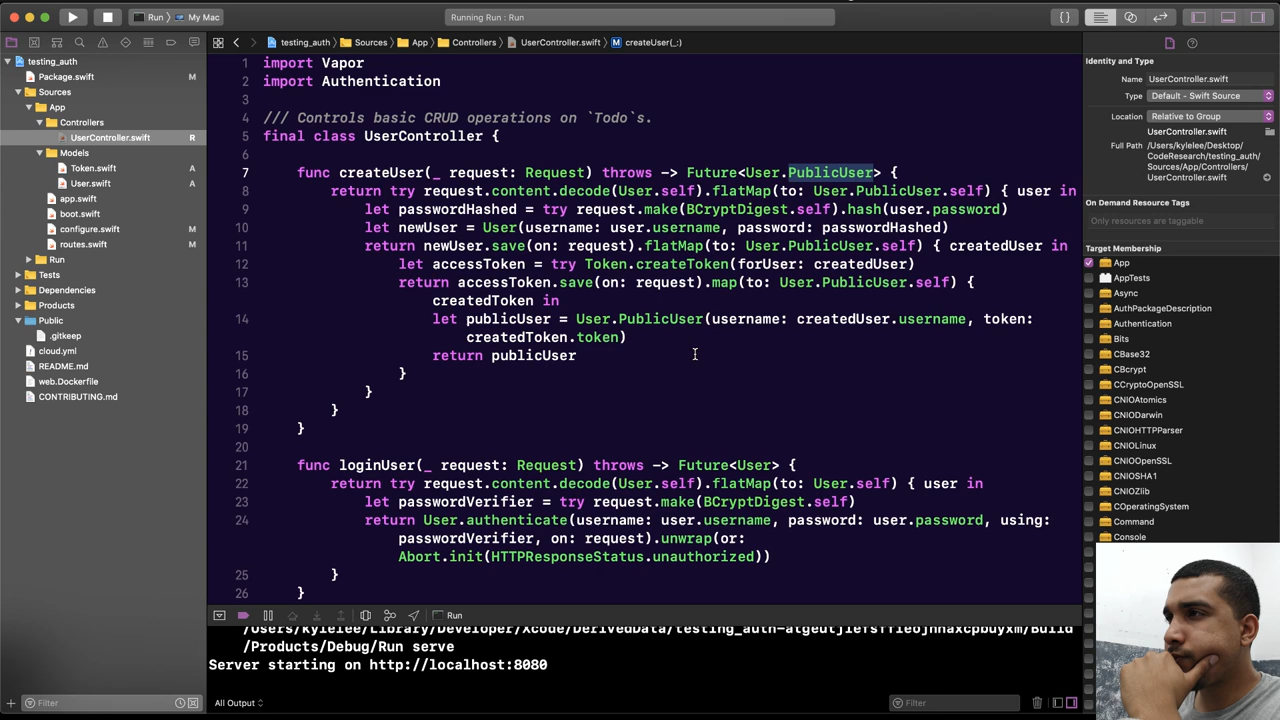 Run
My Mac
Running Run : Run
testing_auth
Sources
App
Controllers
UserController.swift
M
createUser(_:)
testing_auth
Package.swift
M
Sources
App
Controllers
UserController.swift
R
Models
Token.swift
M
User.swift
M
app.swift
boot.swift
configure.swift
M
routes.swift
M
Run
Tests
Dependencies
Products
Public
.gitkeep
cloud.yml
README.md
web.Dockerfile
CONTRIBUTING.md
Filter
1 import Vapor
2 import Authentication
3
4 /// Controls basic CRUD operations on `Todo`s.
5 final class UserController {
6
7 func createUser(_ request: Request) throws -> Future<User.PublicUser> {
8 return try request.content.decode(User.self).flatMap(to: User.PublicUser.self) { user in
9 let passwordHashed = try request.make(BCryptDigest.self).hash(user.password)
10 let newUser = User(username: user.username, password: passwordHashed)
11 return newUser.save(on: request).flatMap(to: User.PublicUser.self) { createdUser in
12 let accessToken = try Token.createToken(forUser: createdUser)
13 return accessToken.save(on: request).map(to: User.PublicUser.self) {
createdToken in
14 let publicUser = User.PublicUser(username: createdUser.username, token:
createdToken.token)
15 return publicUser
16 }
17 }
18 }
19 }
20
21 func loginUser(_ request: Request) throws -> Future<User> {
22 return try request.content.decode(User.self).flatMap(to: User.self) { user in
23 let passwordVerifier = try request.make(BCryptDigest.self)
24 return User.authenticate(username: user.username, password: user.password, using:
passwordVerifier, on: request).unwrap(or:
Abort.init(HTTPResponseStatus.unauthorized))
25 }
26 }
Run
/Products/Debug/Run serve
Server starting on http://localhost:8080
All Output
Filter
Identity and Type
Name UserController.swift
Type Default - Swift Source
Location Relative to Group
UserController.swift
Full Path /Users/kylelee/Desktop/
CodeResearch/testing_auth/
Sources/App/Controllers/
UserController.swift
On Demand Resource Tags
Only resources are taggable
Target Membership
App
AppTests
Async
AuthPackageDescription
Authentication
Bits
CBase32
CBcrypt
CCryptoOpenSSL
CNIOAtomics
CNIODarwin
CNIOHTTPParser
CNIOLinux
CNIOOpenSSL
CNIOSHA1
CNIOZlib
COperatingSystem
Command
Console